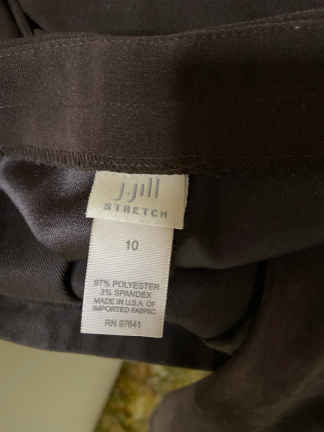 J.Jill
STRETCH
10
97% POLYESTER
3% SPANDEX
MADE IN U.S.A. OF
IMPORTED FABRIC
RN 97641